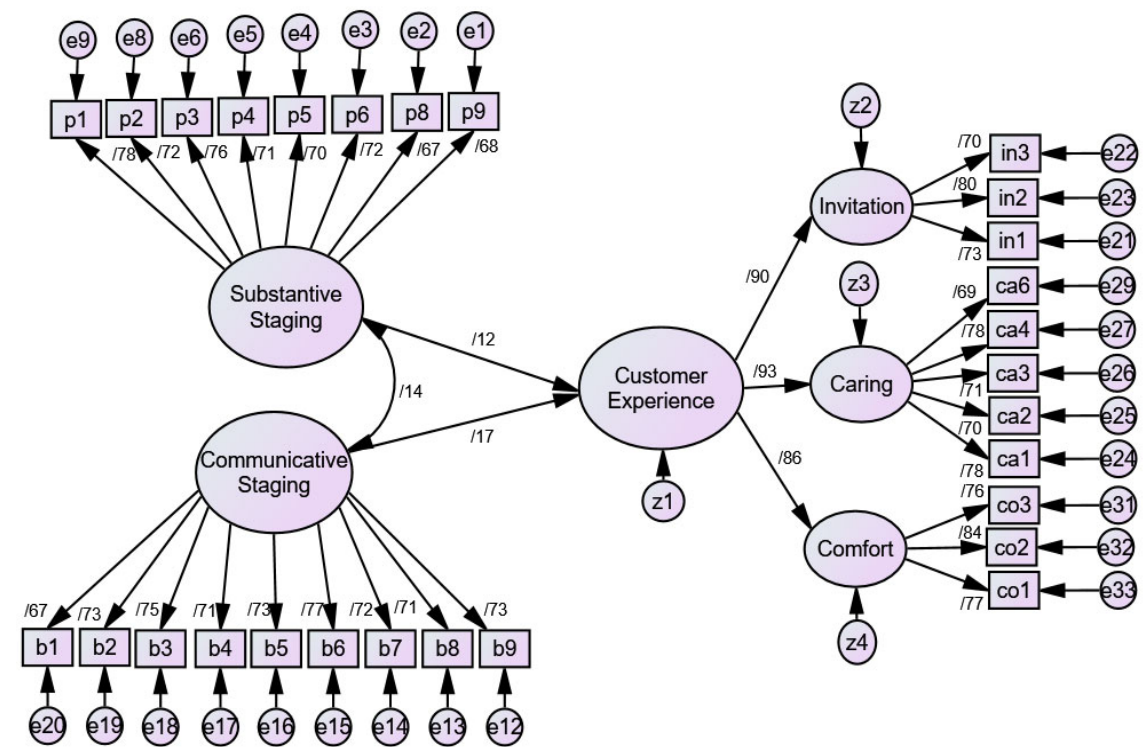 e9 e8 e6 e5 e4 e3 e2 e1
p1 p2 p3 p4 p5 p6 p8 p9
/78 /72 /76 /71 /70 /72 /67 /68
Substantive
Staging
/12
/14
/17
Communicative
Staging
/67 /73 /75 /71 /73 /77 /72 /71 /73
b1 b2 b3 b4 b5 b6 b7 b8 b9
e20 e19 e18 e17 e16 e15 e14 e13 e12
Customer
Experience
z1
/90
/93
/86
z2
Invitation
/70
/80
/73
in3 e22
in2 e23
in1 e21
z3
Caring
/69
/78
/71
/70
/78
ca6 e29
ca4 e27
ca3 e26
ca2 e25
ca1 e24
Comfort
z4
/76
/84
/77
co3 e31
co2 e32
co1 e33